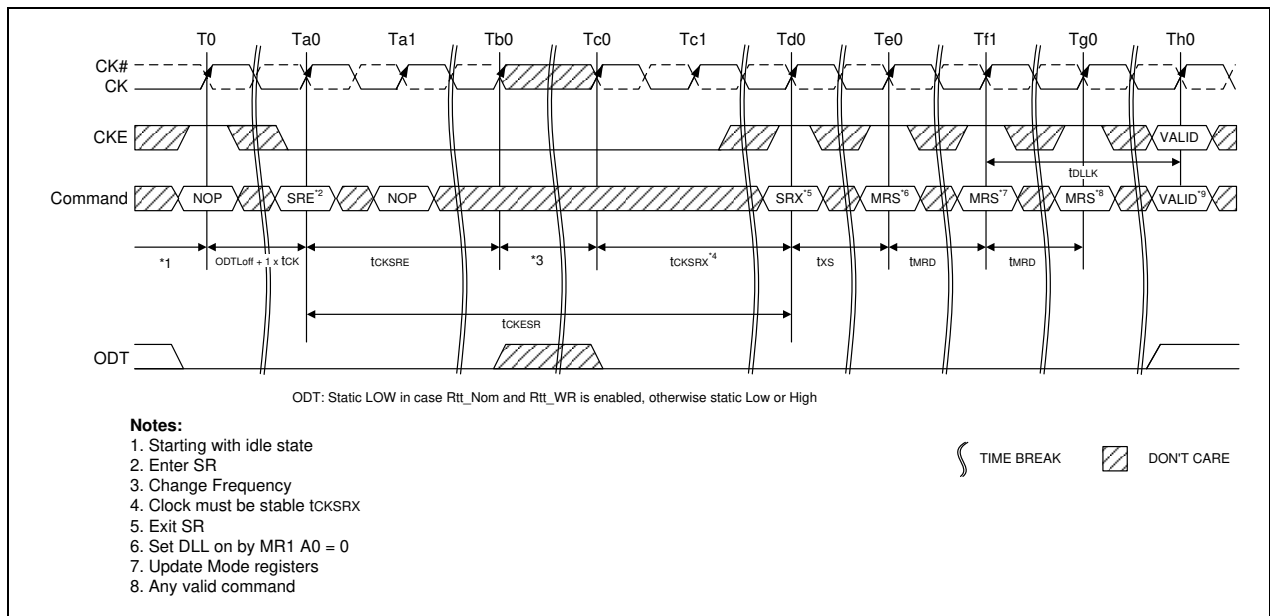 T0 Ta0 Ta1 Tb0 Tc0 Tc1 Td0 Te0 Tf1 Tg0 Th0
CK#
CK
CKE
VALID
tDLLK
Command
NOP SRE*2 NOP SRX*5 MRS*6 MRS*7 MRS*8 VALID*9
*1 ODTLoff + 1 x tCK tCKSRE *3 tCKSRX*4 tXS tMRD tMRD
tCKESR
ODT
ODT: Static LOW in case Rtt_Nom and Rtt_WR is enabled, otherwise static Low or High
Notes:
1. Starting with idle state
2. Enter SR
3. Change Frequency
4. Clock must be stable tCKSRX
5. Exit SR
6. Set DLL on by MR1 A0 = 0
7. Update Mode registers
8. Any valid command
TIME BREAK
DON'T CARE